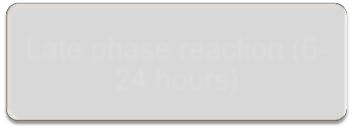 Late phase reaction (6-
24 hours)